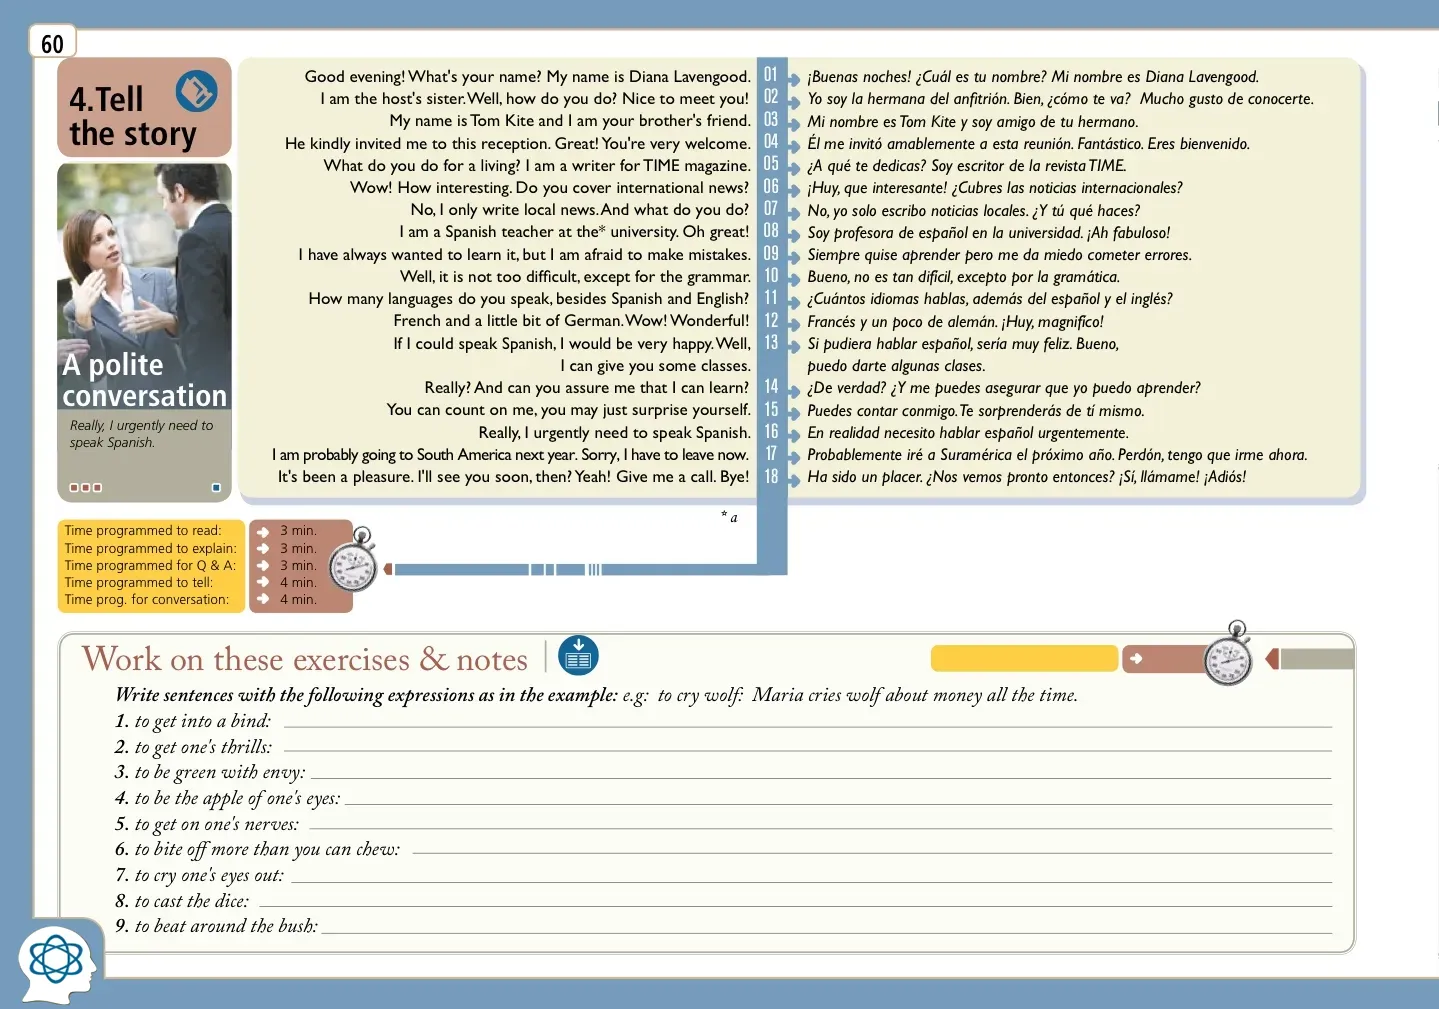 60
4. Tell
the story
A polite
conversation
Really, I urgently need to
speak Spanish.
Good evening! What's your name? My name is Diana Lavengood. 01 ¡Buenas noches! ¿Cuál es tu nombre? Mi nombre es Diana Lavengood.
I am the host's sister. Well, how do you do? Nice to meet you! 02 Yo soy la hermana del anfitrión. Bien, ¿cómo te va? Mucho gusto de conocerte.
My name is Tom Kite and I am your brother's friend. 03 Mi nombre es Tom Kite y soy amigo de tu hermano.
He kindly invited me to this reception. Great! You're very welcome. 04 Él me invitó amablemente a esta reunión. Fantástico. Eres bienvenido.
What do you do for a living? I am a writer for TIME magazine. 05 ¿A qué te dedicas? Soy escritor de la revista TIME.
Wow! How interesting. Do you cover international news? 06 ¡Huy, que interesante! ¿Cubres las noticias internacionales?
No, I only write local news. And what do you do? 07 No, yo solo escribo noticias locales. ¿Y tú qué haces?
I am a Spanish teacher at the* university. Oh great! 08 Soy profesora de español en la universidad. ¡Ah fabuloso!
I have always wanted to learn it, but I am afraid to make mistakes. 09 Siempre quise aprender pero me da miedo cometer errores.
Well, it is not too difficult, except for the grammar. 10 Bueno, no es tan difícil, excepto por la gramática.
How many languages do you speak, besides Spanish and English? 11 ¿Cuántos idiomas hablas, además del español y el inglés?
French and a little bit of German. Wow! Wonderful! 12 Francés y un poco de alemán. ¡Huy, magnifico!
If I could speak Spanish, I would be very happy. Well, 13 Si pudiera hablar español, sería muy feliz. Bueno,
I can give you some classes. puedo darte algunas clases.
Really? And can you assure me that I can learn? 14 ¿De verdad? ¿Y me puedes asegurar que yo puedo aprender?
You can count on me, you may just surprise yourself. 15 Puedes contar conmigo. Te sorprenderás de tí mismo.
Really, I urgently need to speak Spanish. 16 En realidad necesito hablar español urgentemente.
I am probably going to South America next year. Sorry, I have to leave now. 17 Probablemente iré a Suramérica el próximo año. Perdón, tengo que irme ahora.
It's been a pleasure. I'll see you soon, then? Yeah! Give me a call. Bye! 18 Ha sido un placer. ¿Nos vemos pronto entonces? ¡Sí, llámame! ¡Adiós!
* a
Time programmed to read: 3 min.
Time programmed to explain: 3 min.
Time programmed for Q & A: 3 min.
Time programmed to tell: 4 min.
Time prog. for conversation: 4 min.
Work on these exercises & notes
Write sentences with the following expressions as in the example: e.g: to cry wolf: Maria cries wolf about money all the time.
1. to get into a bind:
2. to get one's thrills:
3. to be green with envy:
4. to be the apple of one's eyes:
5. to get on one's nerves:
6. to bite off more than you can chew:
7. to cry one's eyes out:
8. to cast the dice:
9. to beat around the bush: